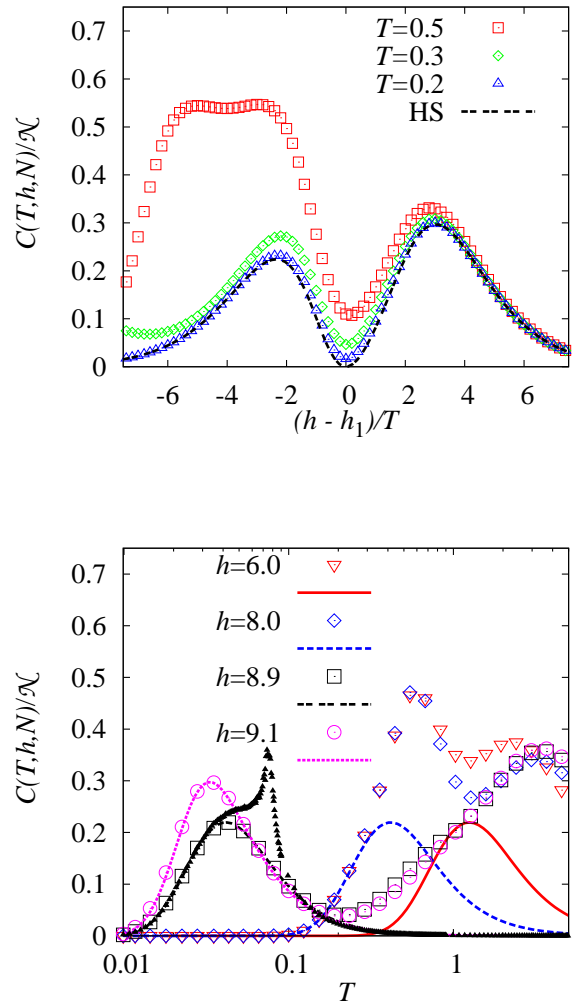 0.7
0.6
0.5
0.4
0.3
0.2
0.1
0
C(T,h,N)/𝒩
T=0.5
T=0.3
T=0.2
HS
-6 -4 -2 0 2 4 6
(h - h₁)/T
0.7
0.6
0.5
0.4
0.3
0.2
0.1
0
C(T,h,N)/𝒩
h=6.0
h=8.0
h=8.9
h=9.1
0.01 0.1 1
T